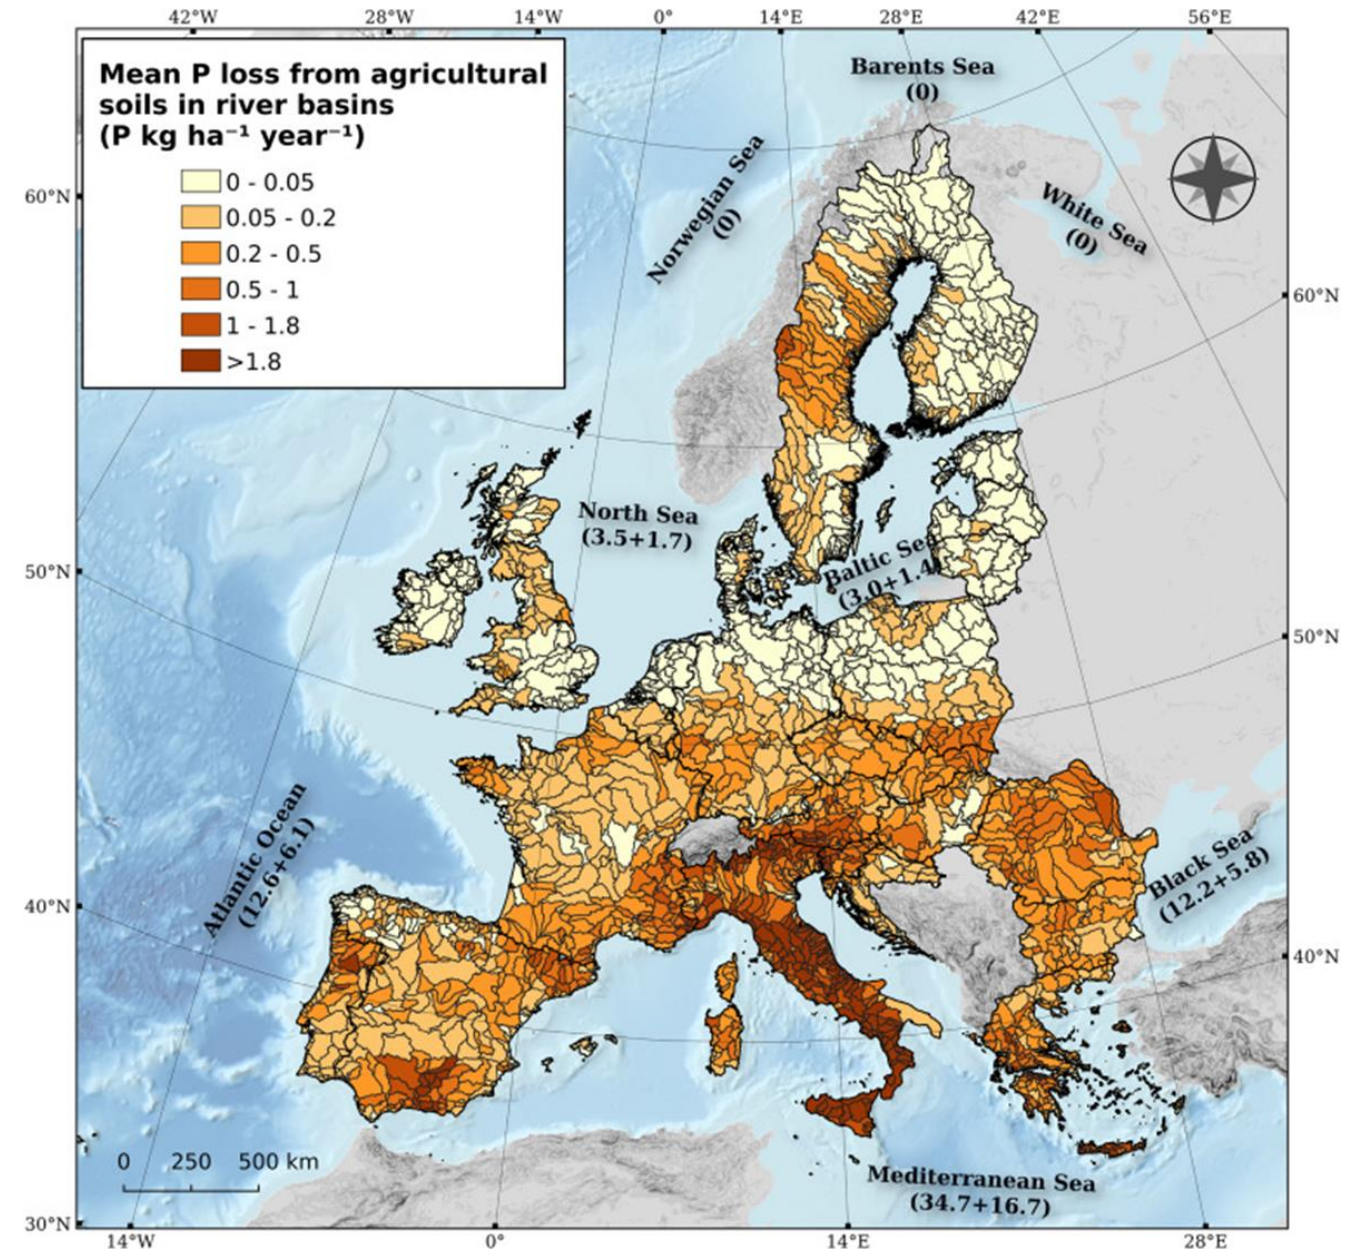 42°W 28°W 14°W 0° 14°E 28°E 42°E 56°E
Mean P loss from agricultural
soils in river basins
(P kg ha⁻¹ year⁻¹)
0 - 0.05
0.05 - 0.2
0.2 - 0.5
0.5 - 1
1 - 1.8
>1.8
Barents Sea
(0)
Norwegian Sea
(0)
White Sea
(0)
60°N
60°N
North Sea
(3.5+1.7)
Baltic Sea
(3.0+1.4)
50°N
50°N
Atlantic Ocean
(12.6+6.1)
Black Sea
(12.2+5.8)
40°N
40°N
Mediterranean Sea
(34.7+16.7)
0 250 500 km
30°N
14°W 0° 14°E 28°E